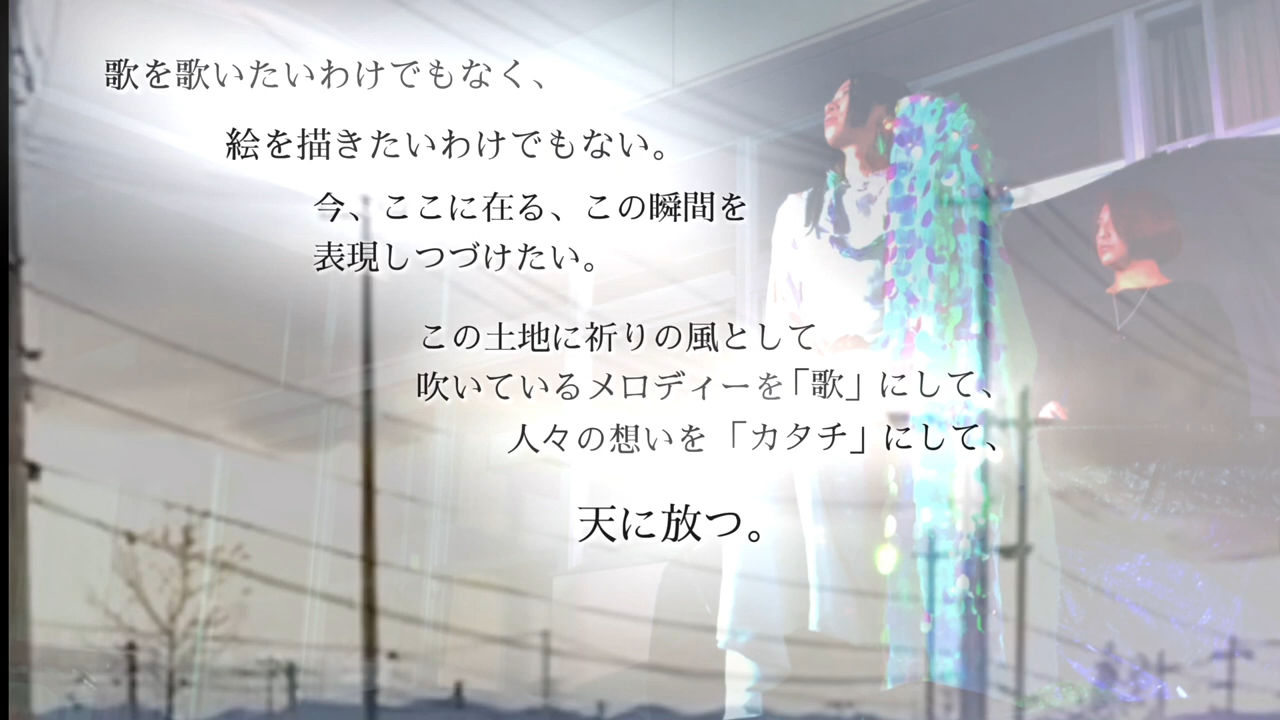 歌を歌いたいわけでもなく、
絵を描きたいわけでもない。
今、ここに在る、この瞬間を
表現しつづけたい。
この土地に祈りの風として
吹いているメロディーを「歌」にして、
人々の想いを「カタチ」にして、
天に放つ。